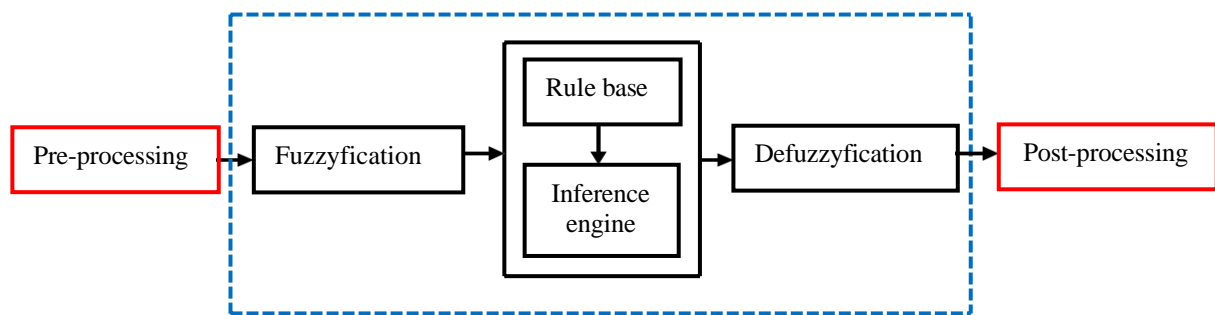 Pre-processing
Fuzzyfication
Rule base
Inference
engine
Defuzzyfication
Post-processing